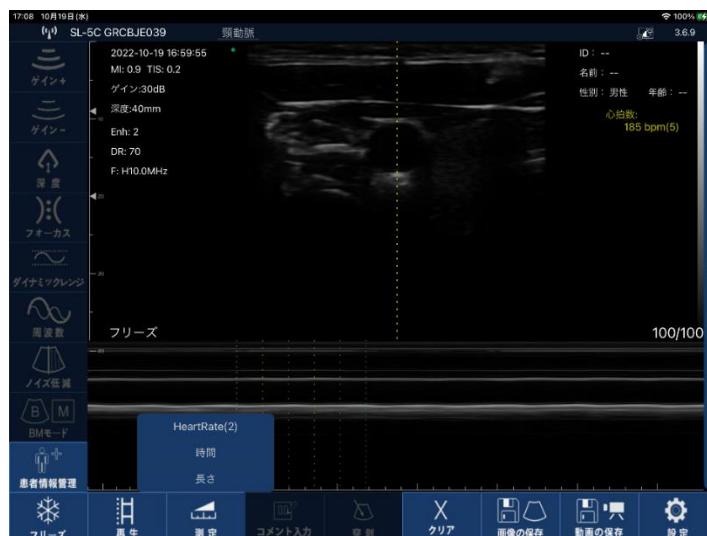 17:08 10月19日(水)
100%
SL-5C GRCBJE039 頸動脈 3.6.9
2022-10-19 16:59:55
MI: 0.9 TIS: 0.2
ゲイン:30dB
深度:40mm
Enh: 2
DR: 70
F: H10.0MHz
ID： --
名前： --
性別： 男性 年齢： --
心拍数:
185 bpm(5)
ゲイン+
ゲイン-
深度
フォーカス
ダイナミックレンジ
周波数
ノイズ低減
B M
BMモード
患者情報管理
20
フリーズ
100/100
HeartRate(2)
時間
長さ
フリーズ
再生
測定
コメント入力
穿刺
クリア
画像の保存
動画の保存
設定